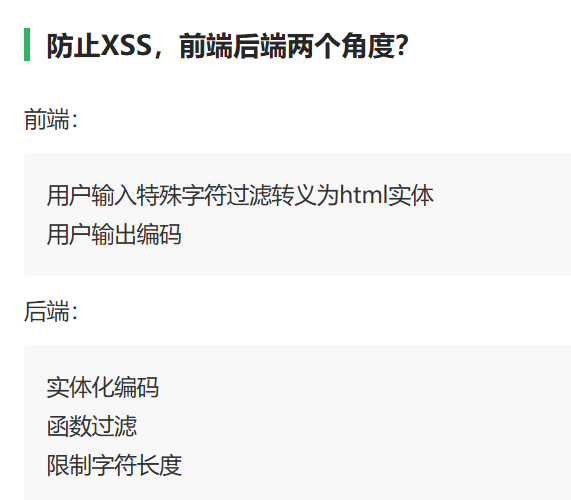 防止XSS，前端后端两个角度？
前端：
用户输入特殊字符过滤转义为html实体
用户输出编码
后端：
实体化编码
函数过滤
限制字符长度